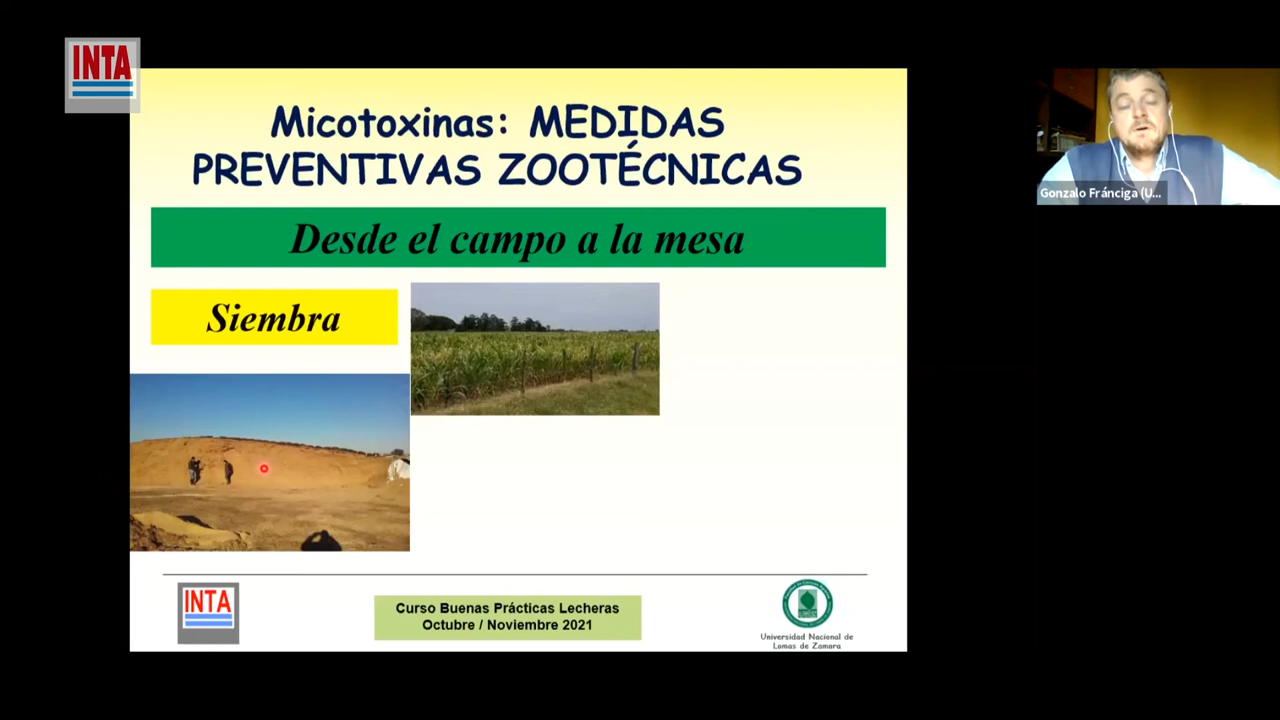 INTA
Micotoxinas: MEDIDAS
PREVENTIVAS ZOOTÉCNICAS
Desde el campo a la mesa
Siembra
Gonzalo Fránciga (U...
INTA
Curso Buenas Prácticas Lecheras
Octubre / Noviembre 2021
Universidad Nacional de
Lomas de Zamora